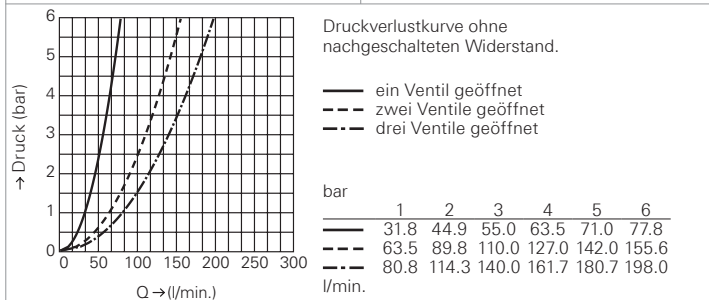 6
5
4
3
2
1
0
→ Druck (bar)
0 50 100 150 200 250 300
Q → (l/min.)
Druckverlustkurve ohne
nachgeschalteten Widerstand.
ein Ventil geöffnet
zwei Ventile geöffnet
drei Ventile geöffnet
bar
1 2 3 4 5 6
31.8 44.9 55.0 63.5 71.0 77.8
63.5 89.8 110.0 127.0 142.0 155.6
80.8 114.3 140.0 161.7 180.7 198.0
l/min.